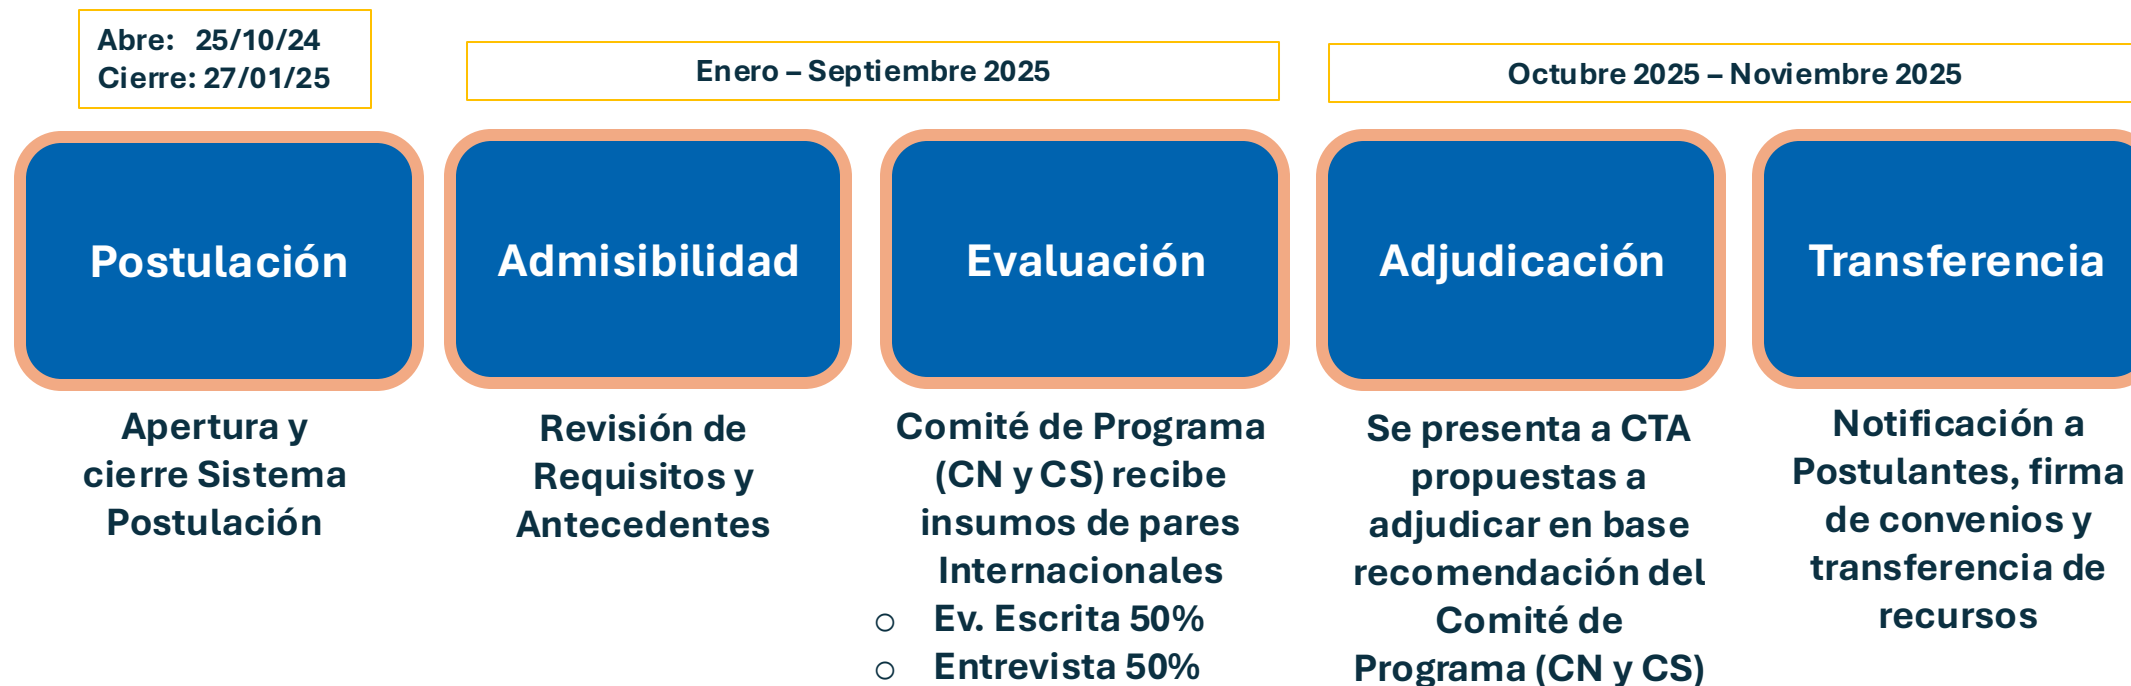 Abre: 25/10/24
Cierre: 27/01/25
Enero – Septiembre 2025
Octubre 2025 – Noviembre 2025
Postulación
Admisibilidad
Evaluación
Adjudicación
Transferencia
Apertura y
cierre Sistema
Postulación
Revisión de
Requisitos y
Antecedentes
Comité de Programa
(CN y CS) recibe
insumos de pares
Internacionales
o Ev. Escrita 50%
o Entrevista 50%
Se presenta a CTA
propuestas a
adjudicar en base
recomendación del
Comité de
Programa (CN y CS)
Notificación a
Postulantes, firma
de convenios y
transferencia de
recursos